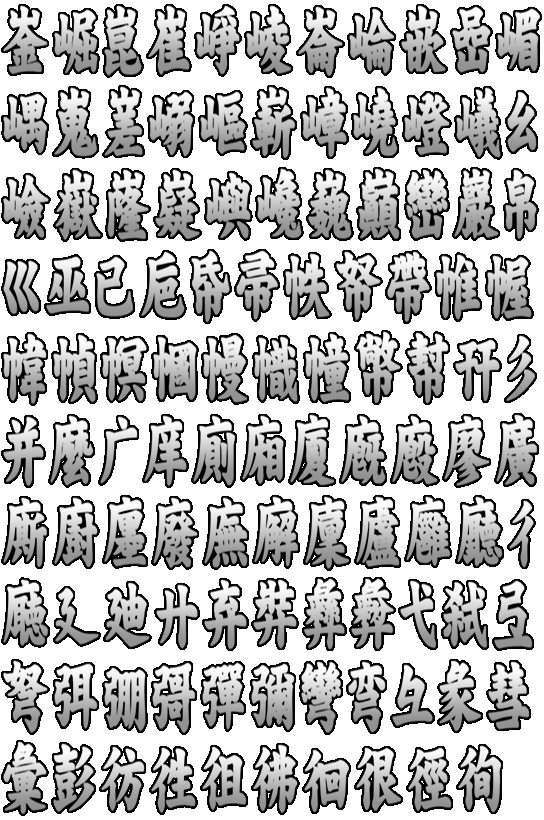 崟崛崑崔崢崚崙崘嵌嵒嵋
嵎嵬嵳嵶嶇嶄嶂嶢嶝嶬幺
嶮嶽嶐嶷嶼巉巍巓巒巖帛
巛巫已巵帋帚帙帑帶帷幄
幃幀幎幗幔幟幢幤幇幵彡
并麼广庠廁廂廈廐廏廖廣
廝廚廛廢廡廨廩廬廱廳彳
廰廴廸廾弃弉彝彜弋弑弖
弩弭弸彁彈彌彎弯彑彖彗
彙彭彷徃徂彿徊很徑徇